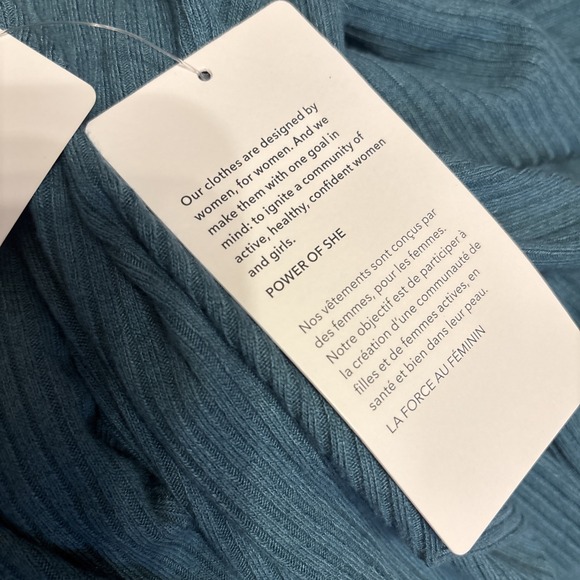 Our clothes are designed by
women, for women. And we
make them with one goal in
mind: to ignite a community of
active, healthy, confident women
and girls.
POWER OF SHE
Nos vêtements sont conçus par
des femmes, pour les femmes.
Notre objectif est de participer à
la création d'une communauté de
filles et de femmes actives, en
santé et bien dans leur peau.
LA FORCE AU FÉMININ